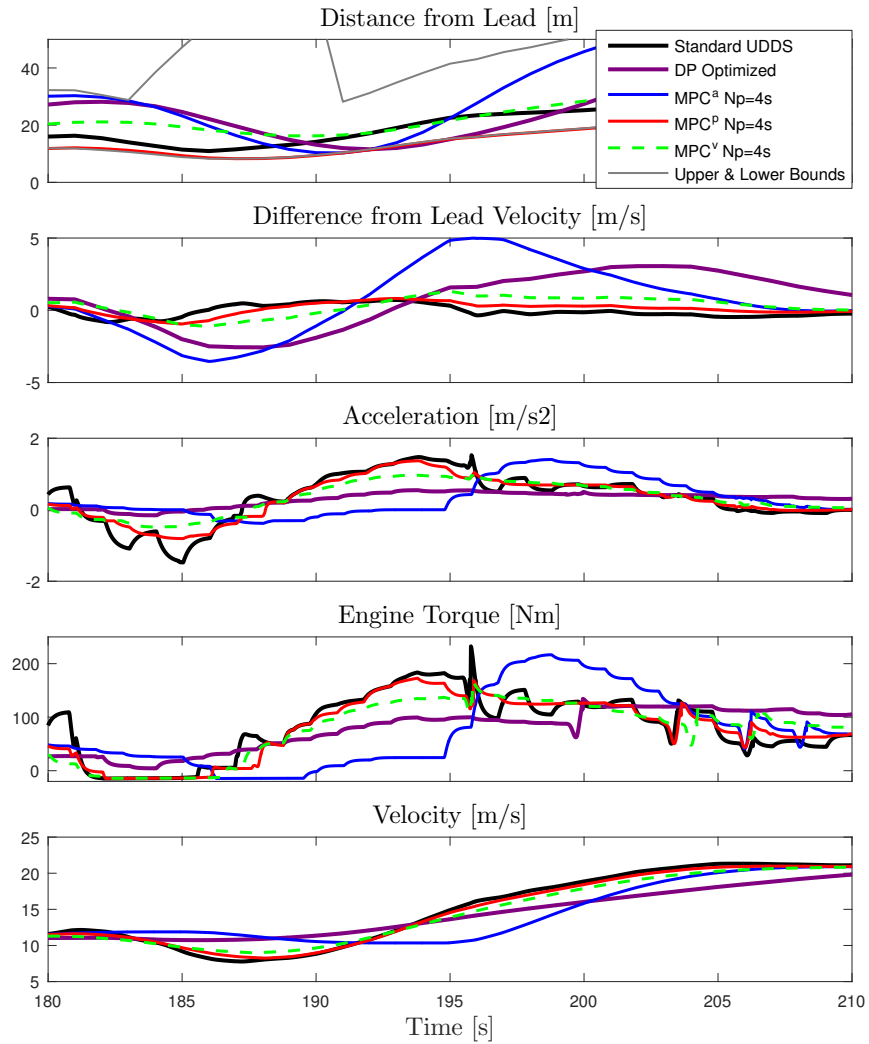 Distance from Lead [m]
40
20
0
Standard UDDS
DP Optimized
MPCᵃ Np=4s
MPCᵖ Np=4s
MPCᵛ Np=4s
Upper & Lower Bounds
Difference from Lead Velocity [m/s]
5
0
-5
Acceleration [m/s2]
2
0
-2
Engine Torque [Nm]
200
100
0
Velocity [m/s]
25
20
15
10
5
180 185 190 195 200 205 210
Time [s]